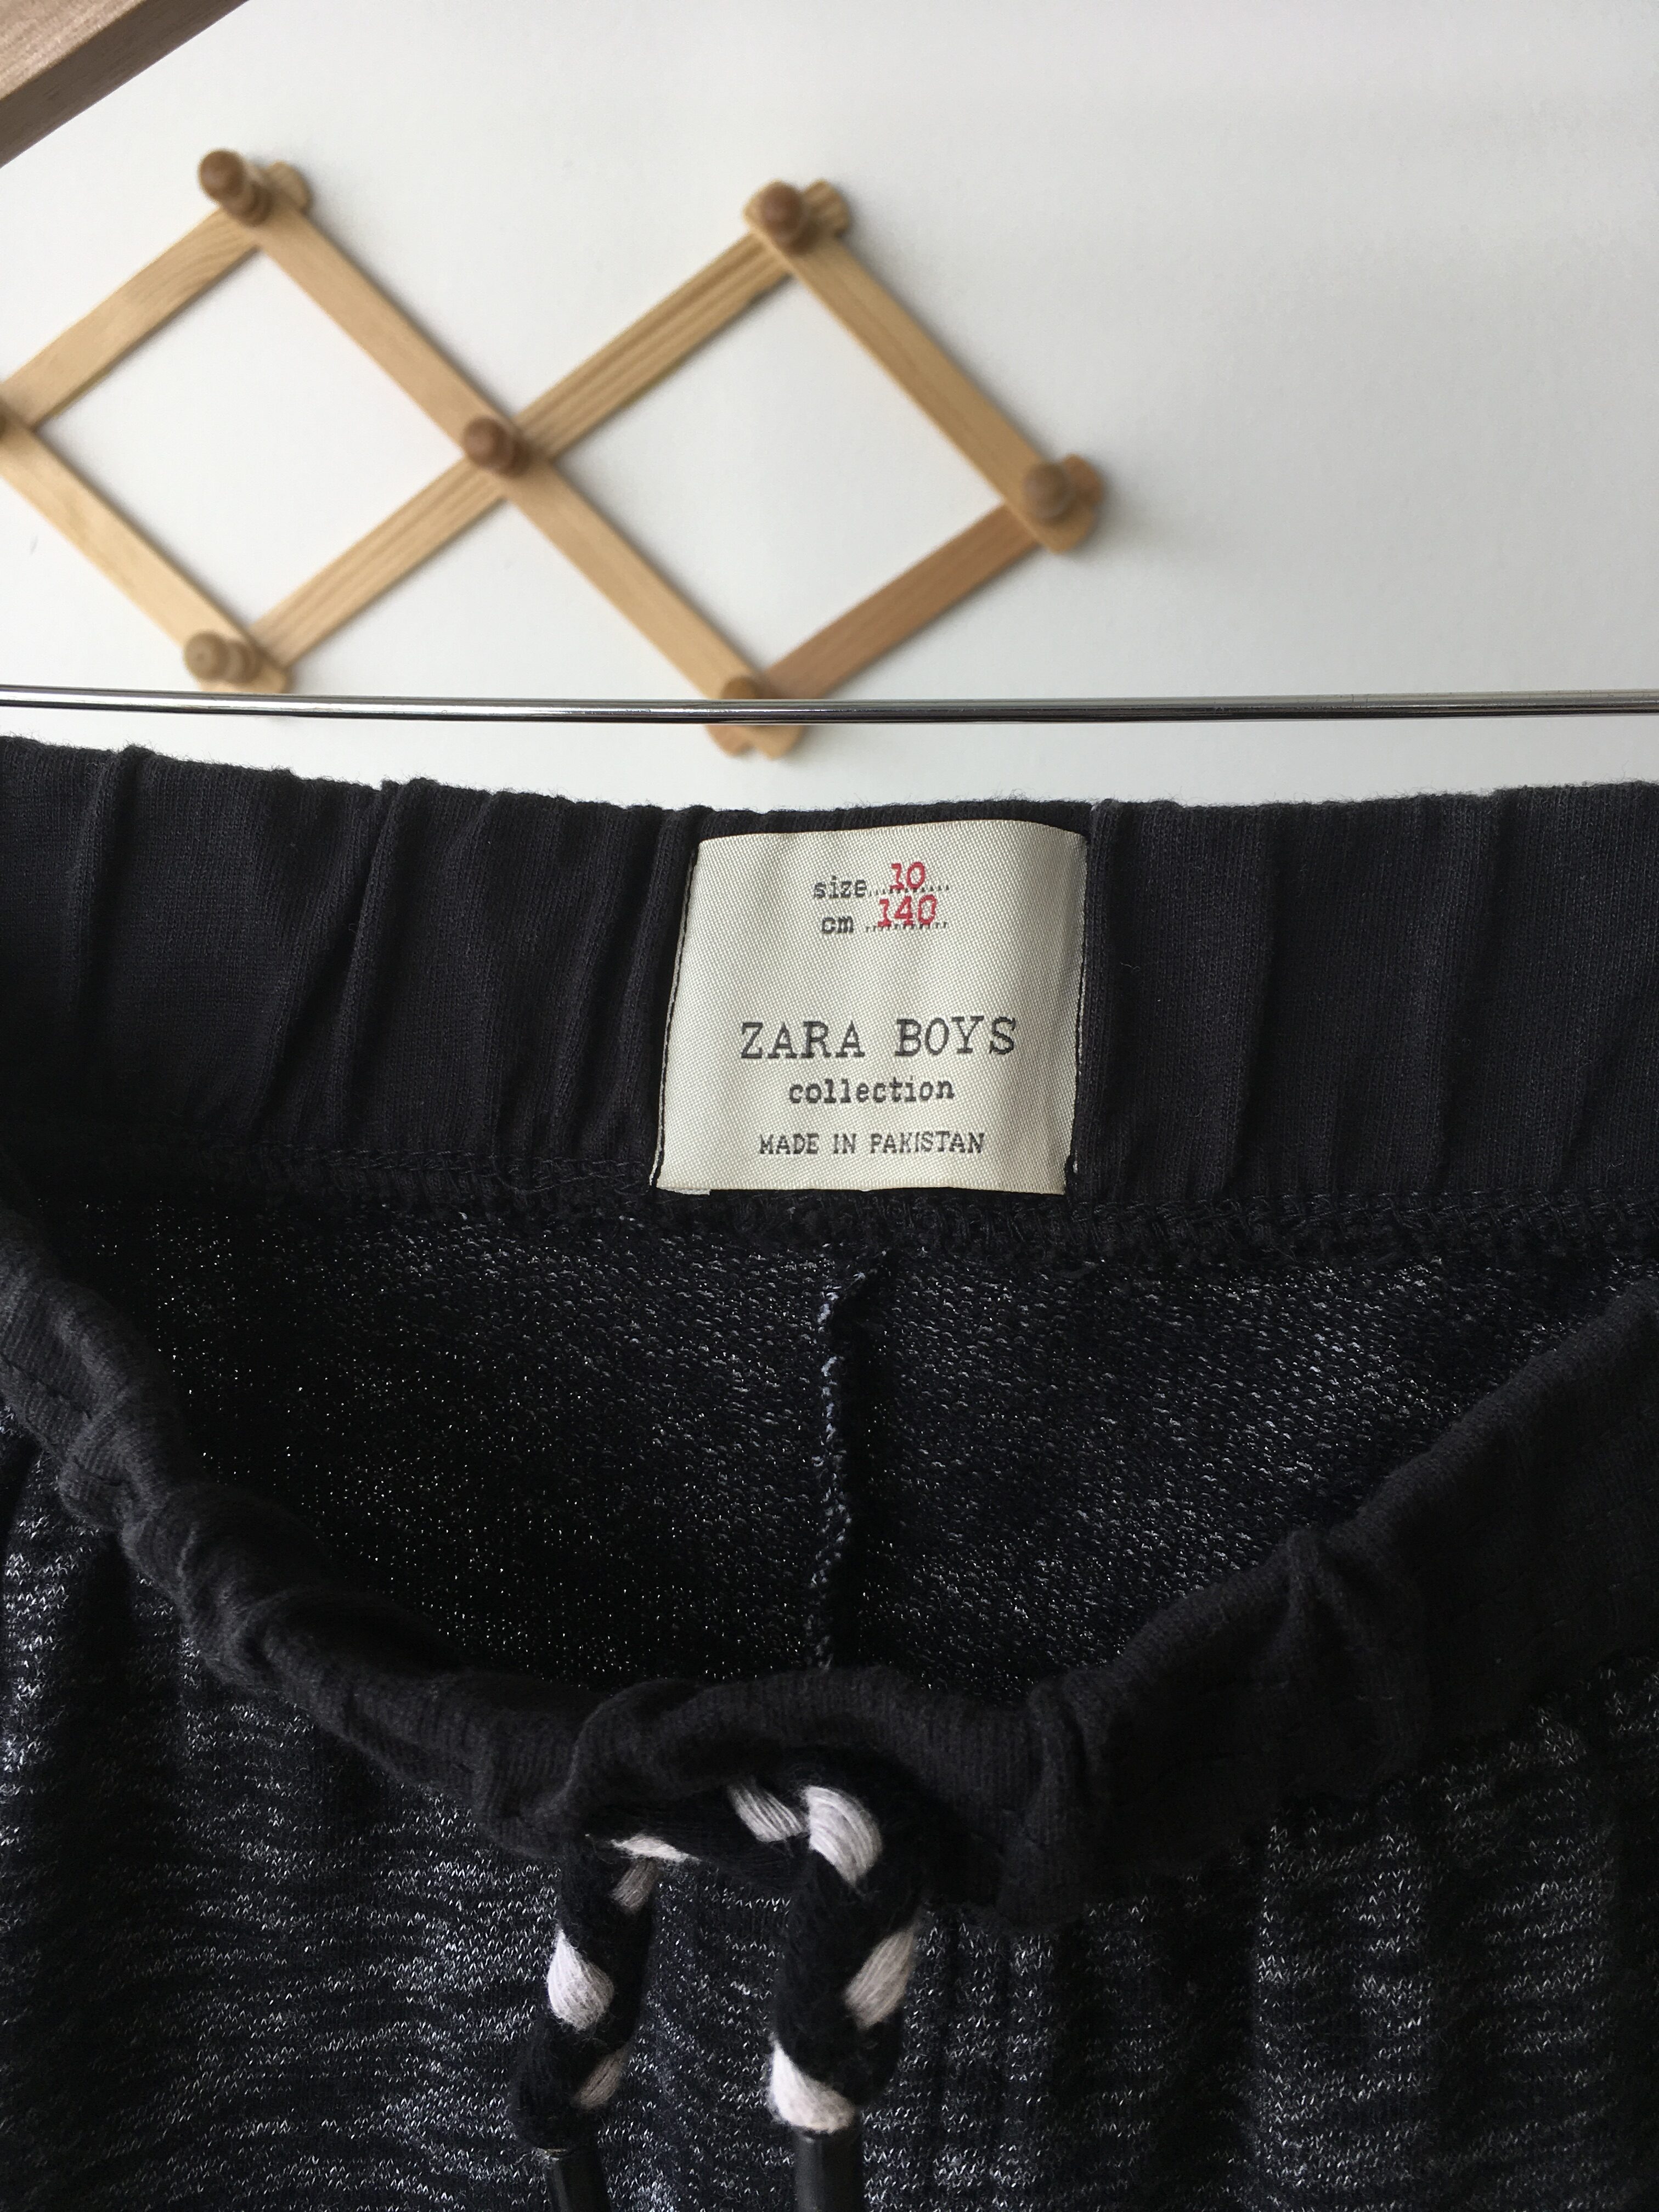 size 10
cm 140
ZARA BOYS
collection
MADE IN PAKISTAN